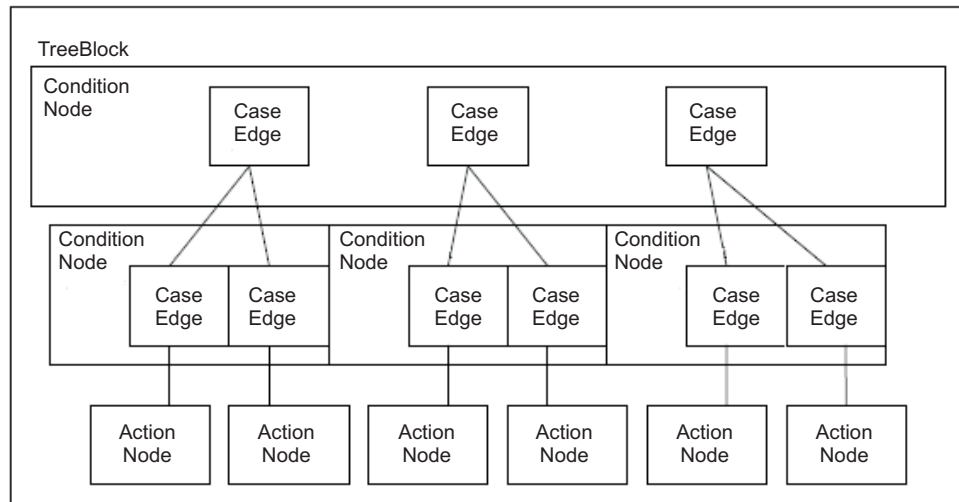 TreeBlock
Condition
Node
Case
Edge
Case
Edge
Case
Edge
Condition
Node
Condition
Node
Condition
Node
Case
Edge
Case
Edge
Case
Edge
Case
Edge
Case
Edge
Case
Edge
Action
Node
Action
Node
Action
Node
Action
Node
Action
Node
Action
Node